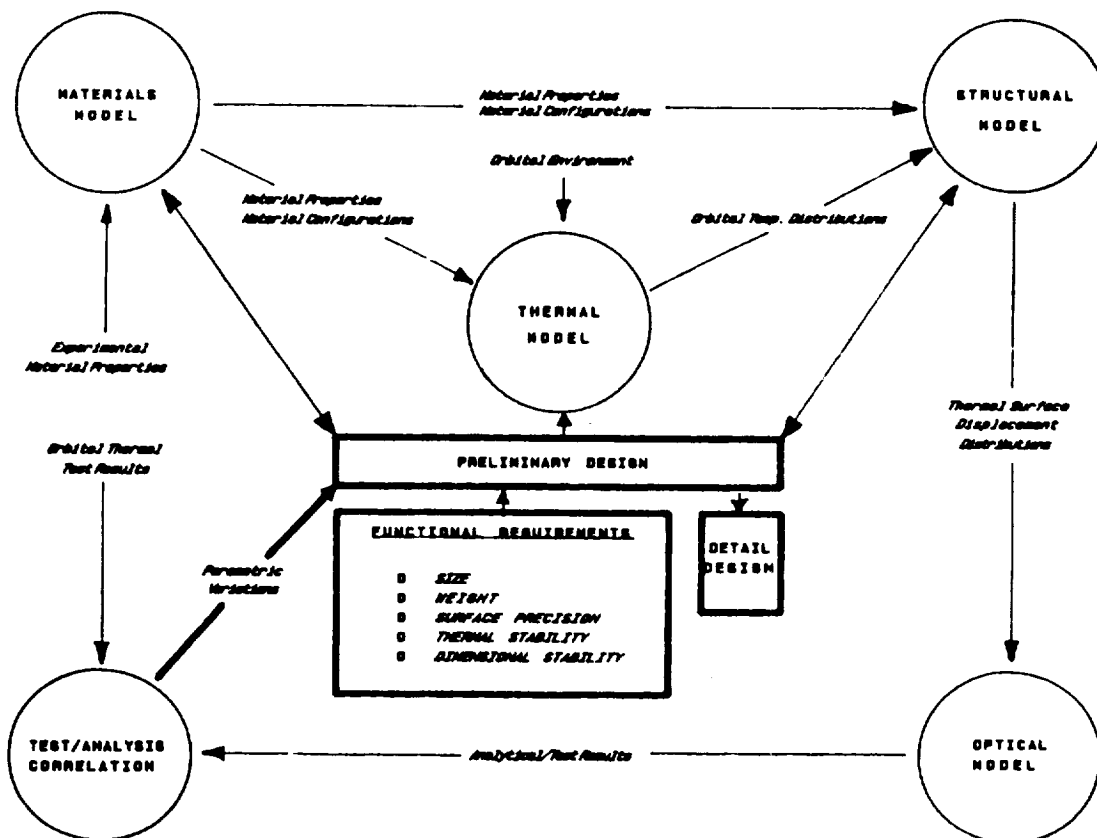 MATERIALS
MODEL
Material Properties
Material Configurations
STRUCTURAL
MODEL
Orbital Environment
Material Properties
Material Configurations
Orbital Temp. Distributions
THERMAL
MODEL
Experimental
Material Properties
Thermal Surface
Displacement
Distributions
Orbital Thermal
Test Results
PRELIMINARY DESIGN
FUNCTIONAL REQUIREMENTS
SIZE
WEIGHT
SURFACE PRECISION
THERMAL STABILITY
DIMENSIONAL STABILITY
DETAIL
DESIGN
Parametric
Variations
TEST/ANALYSIS
CORRELATION
Analytical/Test Results
OPTICAL
MODEL